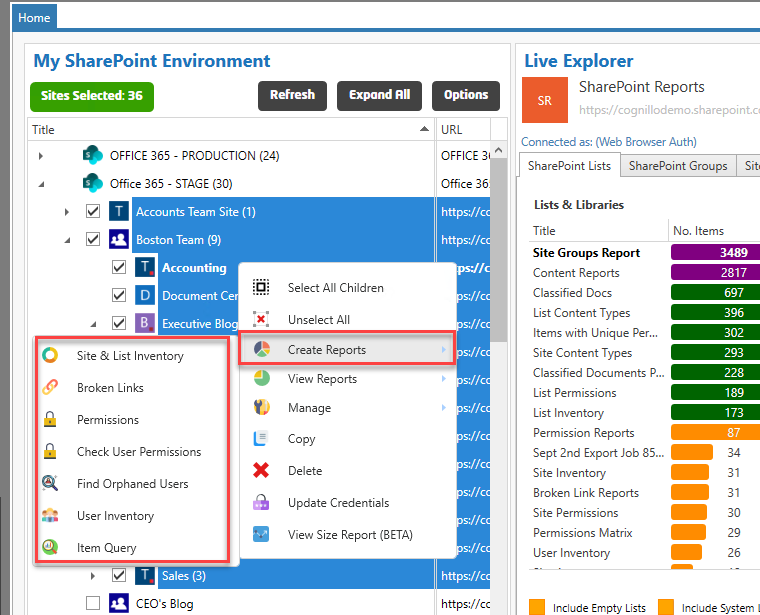 Home
My SharePoint Environment
Sites Selected: 36
Refresh
Expand All
Options
Title
URL
OFFICE 365 - PRODUCTION (24)
OFFICE 36
Office 365 - STAGE (30)
Office 365
T Accounts Team Site (1)
https://co
Boston Team (9)
https://co
T Accounting
https://co
D Document Cen
B Executive Blog
Select All Children
Unselect All
Create Reports
View Reports
Manage
Copy
Delete
Update Credentials
View Size Report (BETA)
Site & List Inventory
Broken Links
Permissions
Check User Permissions
Find Orphaned Users
User Inventory
Item Query
T Sales (3)
https://co
CEO's Blog
https://co
Live Explorer
SR
SharePoint Reports
https://cognillodemo.sharepoint.co
Connected as: (Web Browser Auth)
SharePoint Lists
SharePoint Groups
Site
Lists & Libraries
Title
No. Items
Site Groups Report 3489
Content Reports 2817
Classified Docs 697
List Content Types 396
Items with Unique Per... 302
Site Content Types 293
Classified Documents P... 228
List Permissions 189
List Inventory 173
Permission Reports 87
Sept 2nd Export Job 85... 34
Site Inventory 31
Broken Link Reports 31
Site Permissions 30
Permissions Matrix 29
User Inventory 26
Include Empty Lists
Include System L